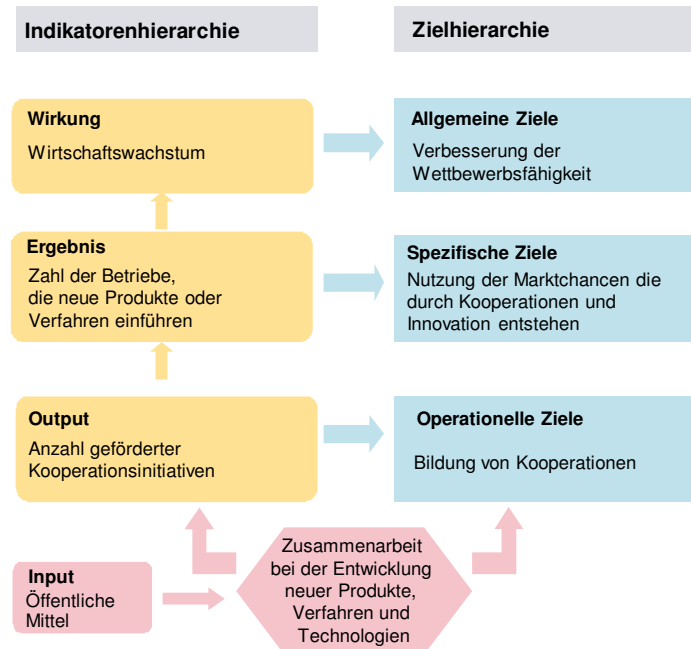 Indikatorenhierarchie
Zielhierarchie
Wirkung
Wirtschaftswachstum
Allgemeine Ziele
Verbesserung der
Wettbewerbsfähigkeit
Ergebnis
Zahl der Betriebe,
die neue Produkte oder
Verfahren einführen
Spezifische Ziele
Nutzung der Marktchancen die
durch Kooperationen und
Innovation entstehen
Output
Anzahl geförderter
Kooperationsinitiativen
Operationelle Ziele
Bildung von Kooperationen
Input
Öffentliche
Mittel
Zusammenarbeit
bei der Entwicklung
neuer Produkte,
Verfahren und
Technologien